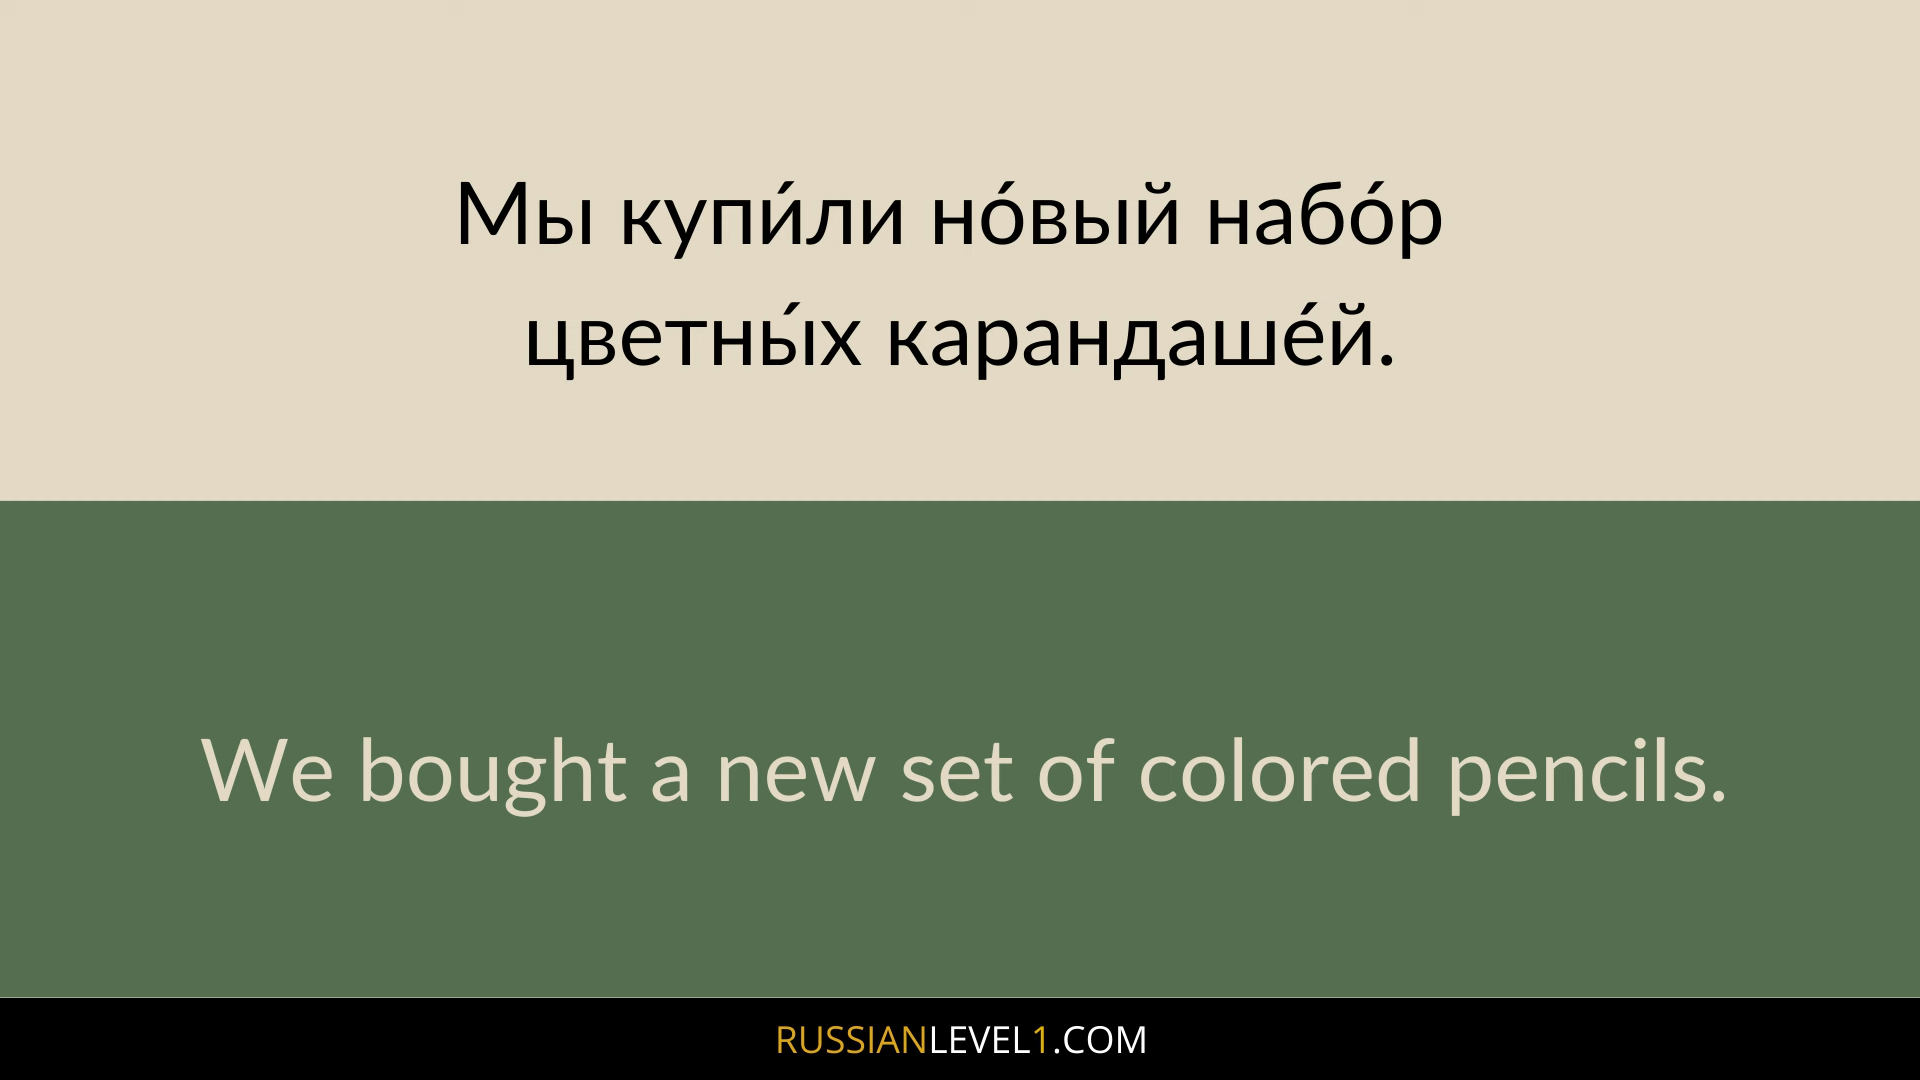 Мы купи́ли но́вый набо́р
цветны́х карандаше́й.
We bought a new set of colored pencils.
RUSSIANLEVEL1.COM